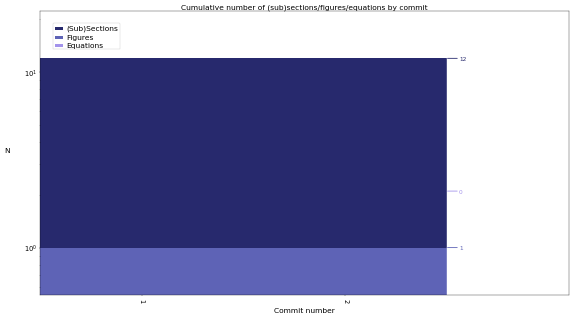 Cumulative number of (sub)sections/figures/equations by commit
(Sub)Sections
Figures
Equations
12
10¹
N
0
10⁰
1
1
2
Commit number